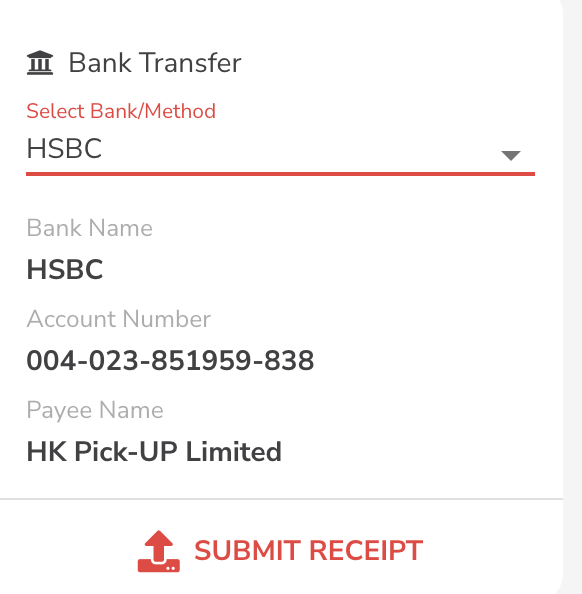 Bank Transfer
Select Bank/Method
HSBC
Bank Name
HSBC
Account Number
004-023-851959-838
Payee Name
HK Pick-UP Limited
SUBMIT RECEIPT